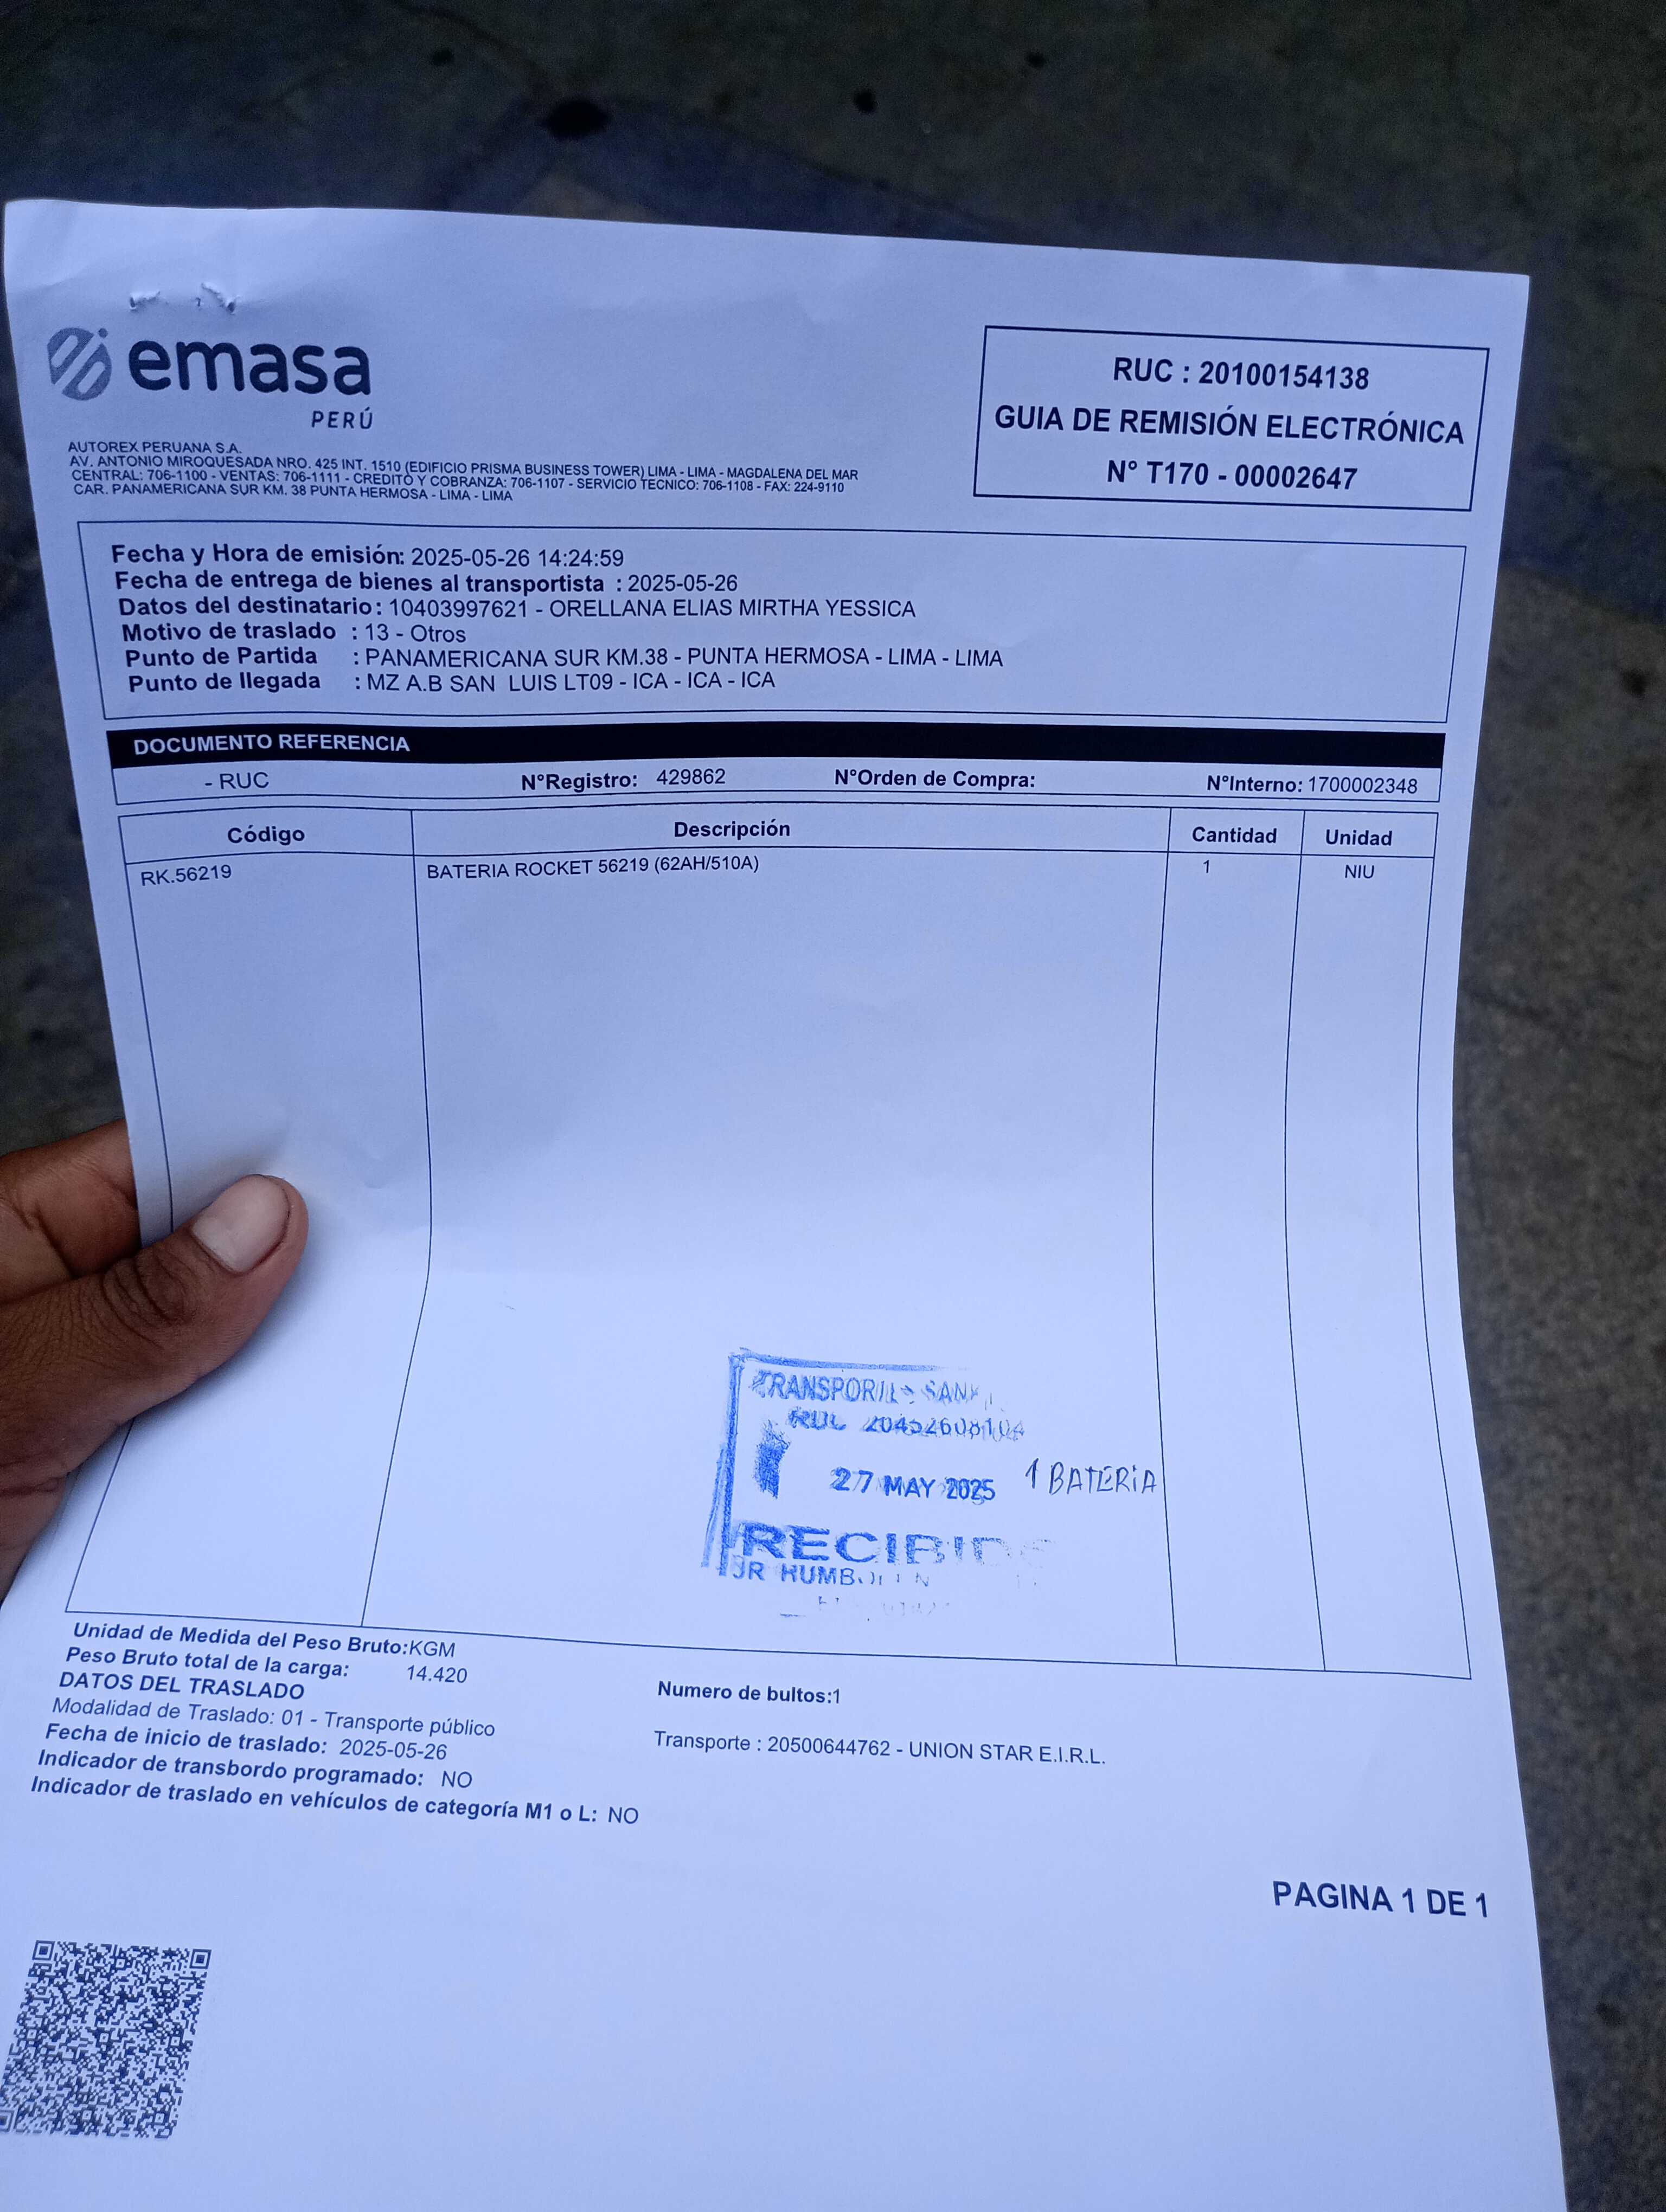 emasa
PERÚ
AUTOREX PERUANA S.A.
AV. ANTONIO MIROQUESADA NRO. 425 INT. 1510 (EDIFICIO PRISMA BUSINESS TOWER) LIMA - LIMA - MAGDALENA DEL MAR
CENTRAL: 706-1100 - VENTAS: 706-1111 - CREDITO Y COBRANZA: 706-1107 - SERVICIO TECNICO: 706-1108 - FAX: 224-9110
CAR. PANAMERICANA SUR KM. 38 PUNTA HERMOSA - LIMA - LIMA
RUC : 20100154138
GUIA DE REMISIÓN ELECTRÓNICA
N° T170 - 00002647
Fecha y Hora de emisión: 2025-05-26 14:24:59
Fecha de entrega de bienes al transportista : 2025-05-26
Datos del destinatario: 10403997621 - ORELLANA ELIAS MIRTHA YESSICA
Motivo de traslado : 13 - Otros
Punto de Partida : PANAMERICANA SUR KM.38 - PUNTA HERMOSA - LIMA - LIMA
Punto de llegada : MZ A.B SAN LUIS LT09 - ICA - ICA - ICA
DOCUMENTO REFERENCIA
- RUC N°Registro: 429862 N°Orden de Compra: N°Interno: 1700002348
Código Descripción Cantidad Unidad
RK.56219 BATERIA ROCKET 56219 (62AH/510A) 1 NIU
27 MAY 2025 1 BATERIA
RECIBIDO
JR
Unidad de Medida del Peso Bruto:KGM
Peso Bruto total de la carga: 14.420
DATOS DEL TRASLADO
Numero de bultos:1
Modalidad de Traslado: 01 - Transporte público
Fecha de inicio de traslado: 2025-05-26
Transporte : 20500644762 - UNION STAR E.I.R.L.
Indicador de transbordo programado: NO
Indicador de traslado en vehículos de categoría M1 o L: NO
PAGINA 1 DE 1